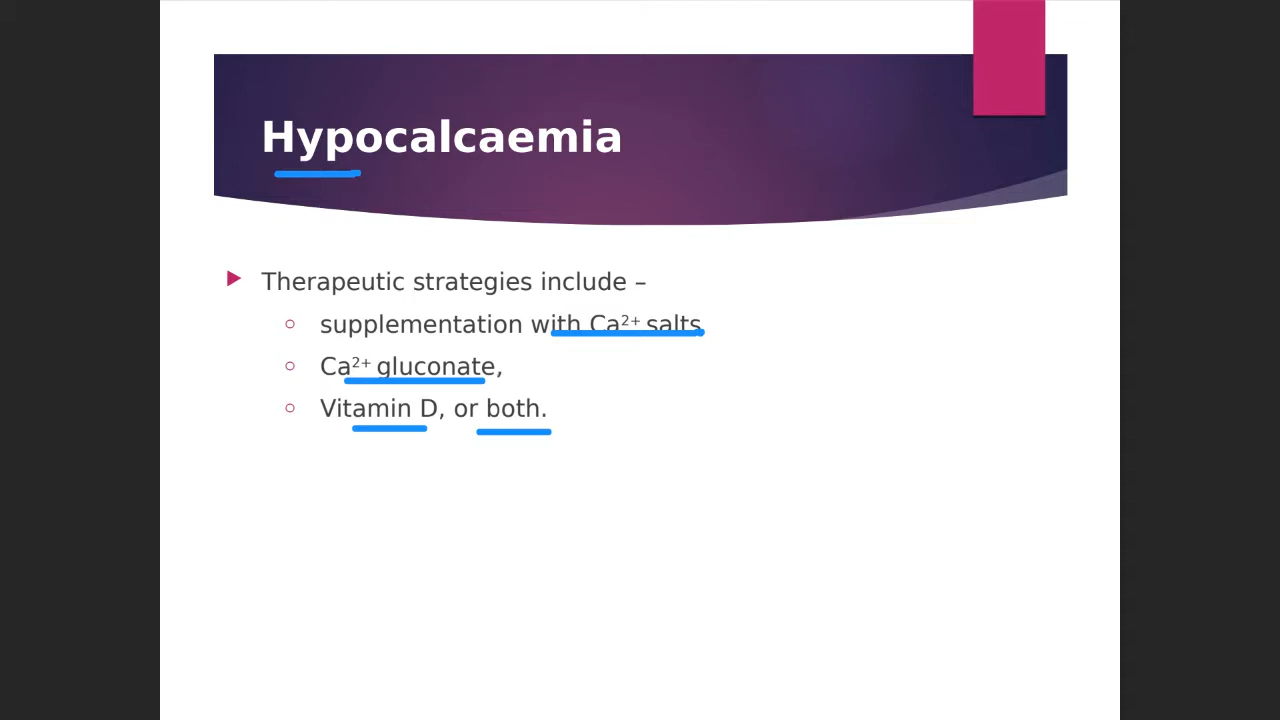 Hypocalcaemia
Therapeutic strategies include –
supplementation with Ca²⁺ salts,
Ca²⁺ gluconate,
Vitamin D, or both.